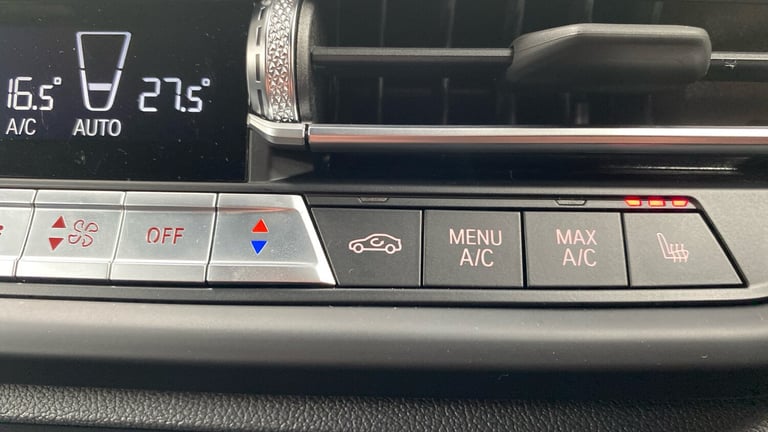 16.5° 27.5°
A/C AUTO
OFF
MENU
A/C
MAX
A/C